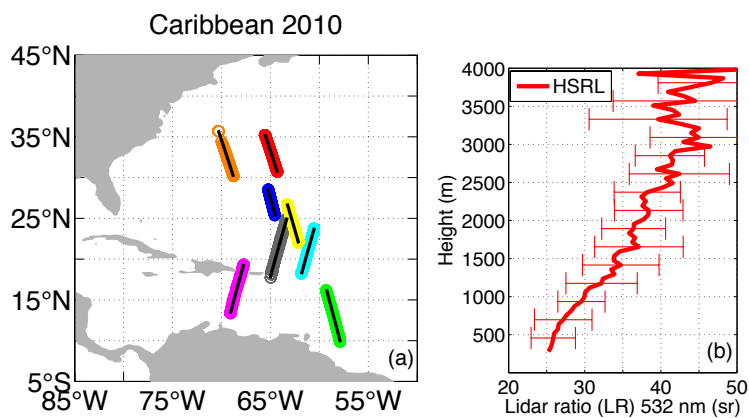 Caribbean 2010
45°N
35°N
25°N
15°N
5°S
85°W
75°W
65°W
55°W
(a)
HSRL
4000
3500
3000
2500
2000
1500
1000
500
Height (m)
20
30
40
50
Lidar ratio (LR) 532 nm (sr)
(b)